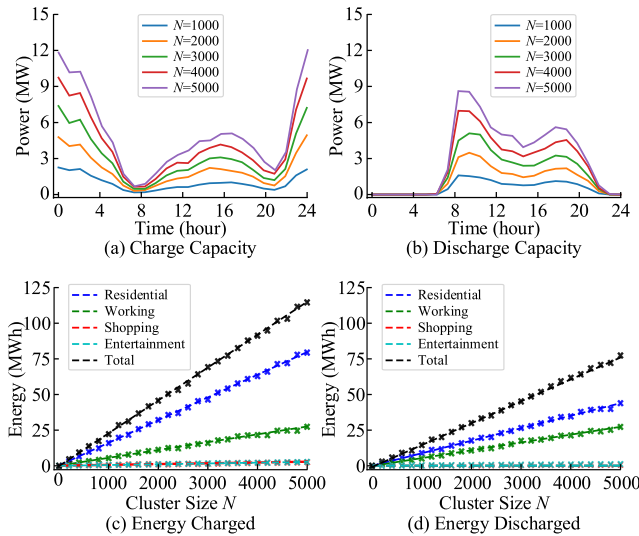 15
12
9
6
3
0
Power (MW)
N=1000
N=2000
N=3000
N=4000
N=5000
0 4 8 12 16 20 24
Time (hour)
(a) Charge Capacity
15
12
9
6
3
0
Power (MW)
N=1000
N=2000
N=3000
N=4000
N=5000
0 4 8 12 16 20 24
Time (hour)
(b) Discharge Capacity
125
100
75
50
25
0
Energy (MWh)
Residential
Working
Shopping
Entertainment
Total
0 1000 2000 3000 4000 5000
Cluster Size N
(c) Energy Charged
125
100
75
50
25
0
Energy (MWh)
Residential
Working
Shopping
Entertainment
Total
0 1000 2000 3000 4000 5000
Cluster Size N
(d) Energy Discharged